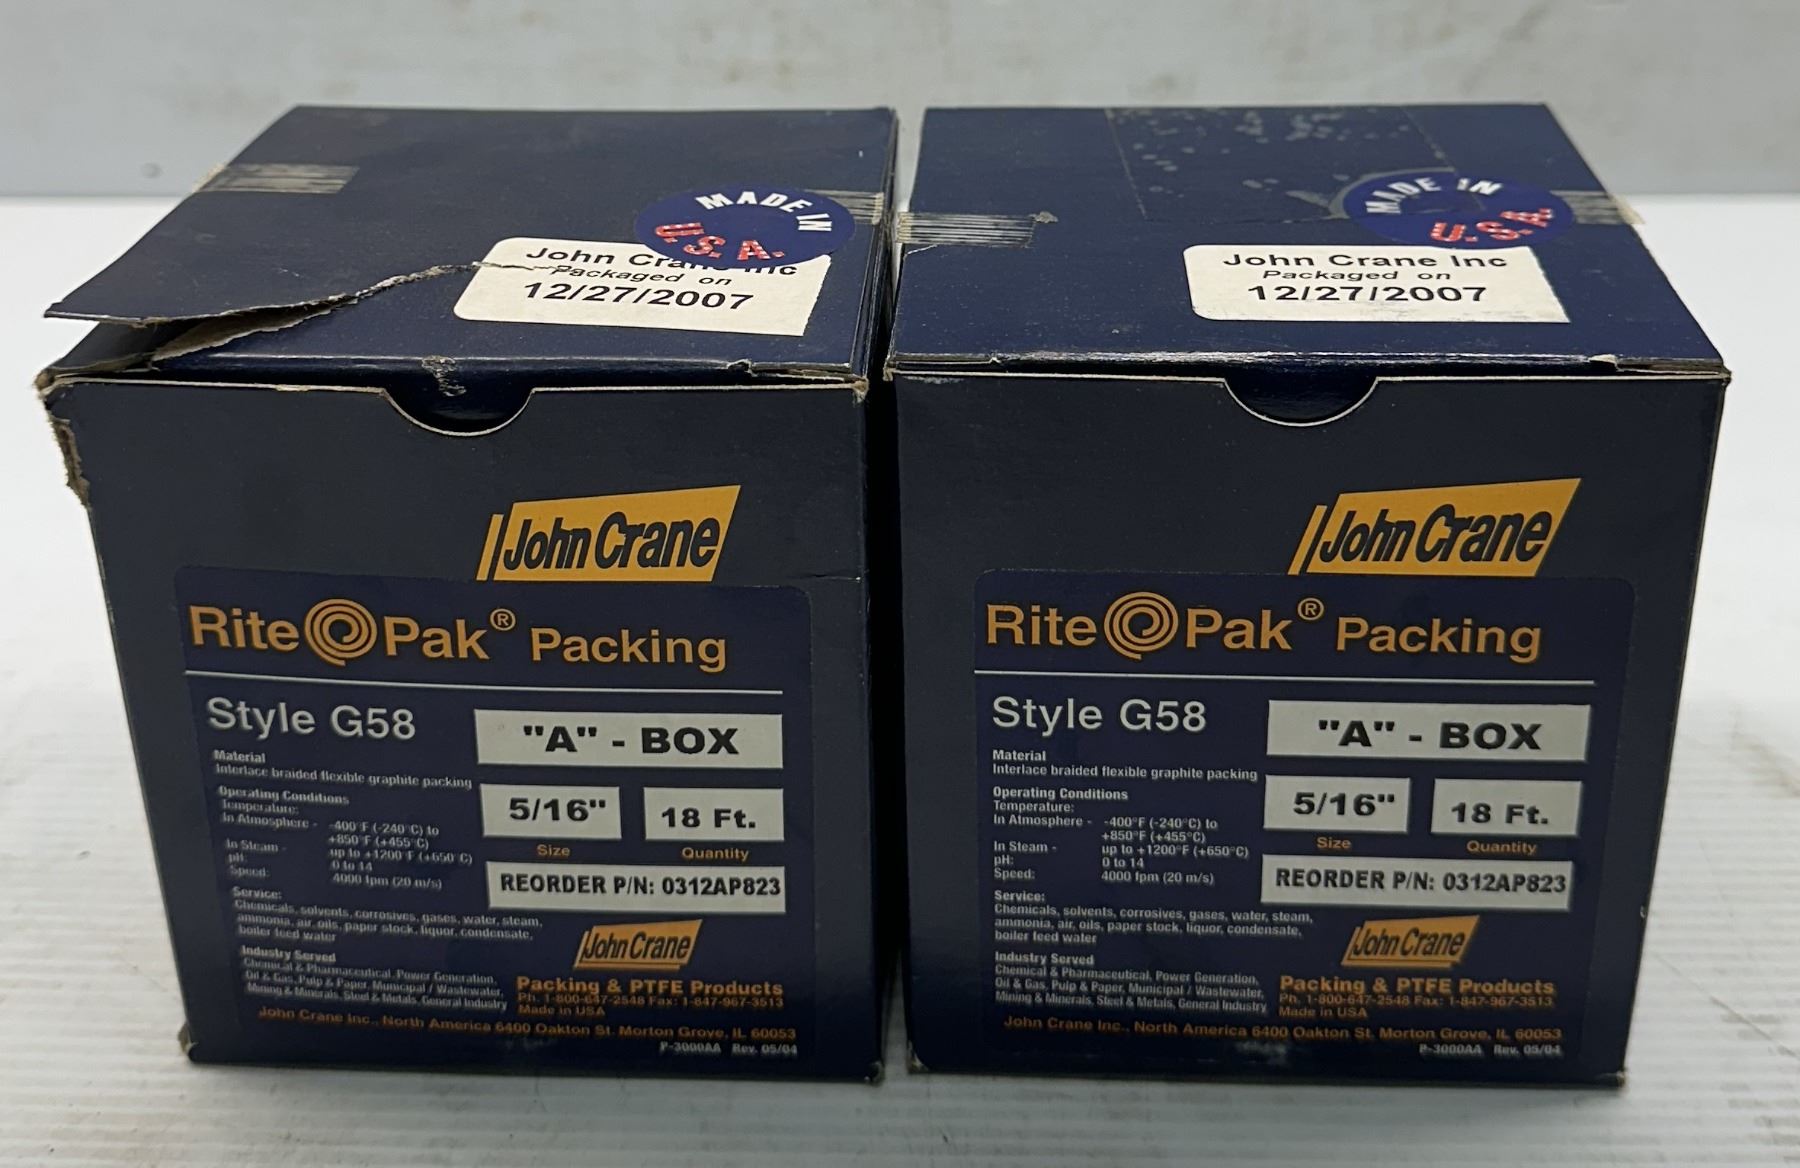 MADE IN
U.S.A.
John Crane Inc
Packaged on
12/27/2007
John Crane
Rite Pak® Packing
Style G58
"A" - BOX
Material
Interlace braided flexible graphite packing
5/16"
18 Ft.
Size
Quantity
Operating Conditions
Temperature:
In Atmosphere - -400°F (-240°C) to
+850°F (+455°C)
In Steam - up to +1200°F (+650°C)
pH: 0 to 14
Speed: 4000 fpm (20 m/s)
REORDER P/N: 0312AP823
Service:
Chemicals, solvents, corrosives, gases, water, steam,
ammonia, air, oils, paper stock, liquor, condensate,
boiler feed water
Industry Served
Chemical & Pharmaceutical, Power Generation,
Oil & Gas, Pulp & Paper, Municipal / Wastewater,
Mining & Minerals, Steel & Metals, General Industry
John Crane
Packing & PTFE Products
Ph. 1-800-647-2548 Fax: 1-847-967-3513
Made in USA
John Crane Inc., North America 6400 Oakton St. Morton Grove, IL 60053
P-3000AA Rev. 05/04
MADE IN
U.S.A.
John Crane Inc
Packaged on
12/27/2007
John Crane
Rite Pak® Packing
Style G58
"A" - BOX
Material
Interlace braided flexible graphite packing
5/16"
18 Ft.
Size
Quantity
Operating Conditions
Temperature:
In Atmosphere - -400°F (-240°C) to
+850°F (+455°C)
In Steam - up to +1200°F (+650°C)
pH: 0 to 14
Speed: 4000 fpm (20 m/s)
REORDER P/N: 0312AP823
Service:
Chemicals, solvents, corrosives, gases, water, steam,
ammonia, air, oils, paper stock, liquor, condensate,
boiler feed water
Industry Served
Chemical & Pharmaceutical, Power Generation,
Oil & Gas, Pulp & Paper, Municipal / Wastewater,
Mining & Minerals, Steel & Metals, General Industry
John Crane
Packing & PTFE Products
Ph. 1-800-647-2548 Fax: 1-847-967-3513
Made in USA
John Crane Inc., North America 6400 Oakton St. Morton Grove, IL 60053
P-3000AA Rev. 05/04